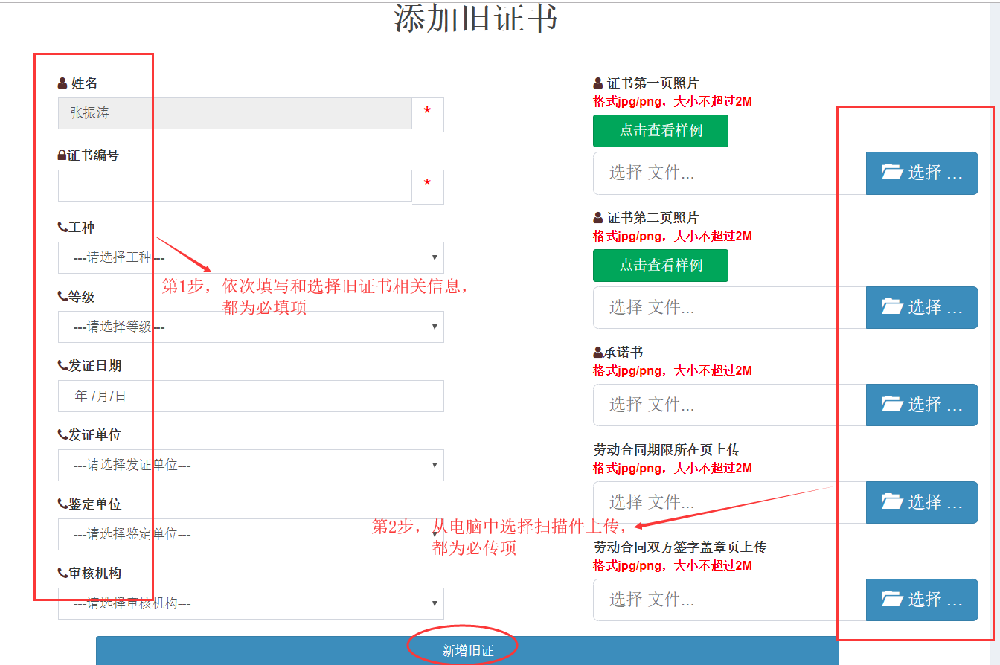 添加旧证书
姓名
张振涛
*
证书编号
*
工种
---请选择工种---
第1步，依次填写和选择旧证书相关信息，
都为必填项
等级
---请选择等级---
发证日期
年 /月/日
发证单位
---请选择发证单位---
鉴定单位
---请选择鉴定单位---
审核机构
---请选择审核机构---
证书第一页照片
格式jpg/png，大小不超过2M
点击查看样例
选择 文件...
选择 ...
证书第二页照片
格式jpg/png，大小不超过2M
点击查看样例
选择 文件...
选择 ...
承诺书
格式jpg/png，大小不超过2M
选择 文件...
选择 ...
劳动合同期限所在页上传
格式jpg/png，大小不超过2M
选择 文件...
选择 ...
第2步，从电脑中选择扫描件上传，
都为必传项
劳动合同双方签字盖章页上传
格式jpg/png，大小不超过2M
选择 文件...
选择 ...
新增旧证